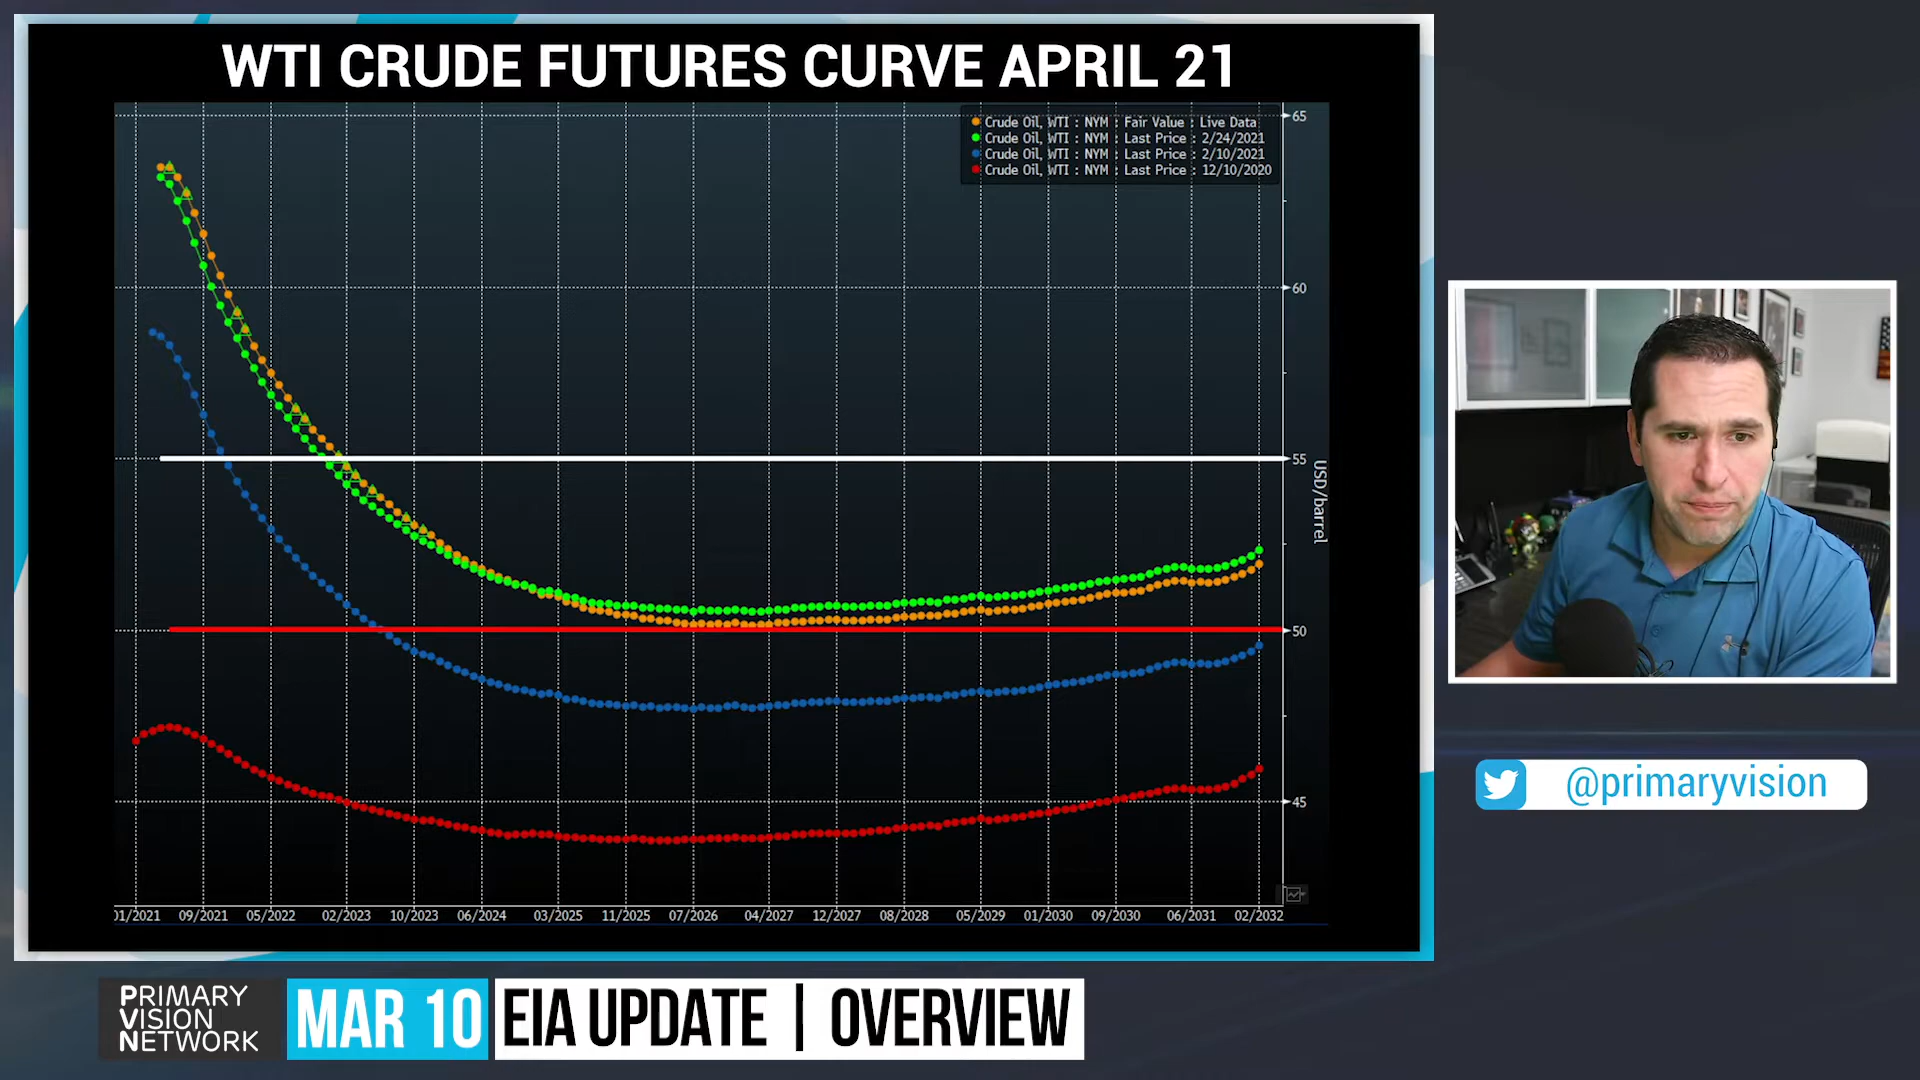 WTI CRUDE FUTURES CURVE APRIL 21
Crude Oil, WTI : NYM : Fair Value : Live Data
Crude Oil, WTI : NYM : Last Price : 2/24/2021
Crude Oil, WTI : NYM : Last Price : 2/10/2021
Crude Oil, WTI : NYM : Last Price : 12/10/2020
65
60
55
50
45
USD/barrel
01/2021 09/2021 05/2022 02/2023 10/2023 06/2024 03/2025 11/2025 07/2026 04/2027 12/2027 08/2028 05/2029 01/2030 09/2030 06/2031 02/2032
@primaryvision
PRIMARY
VISION
NETWORK
MAR 10
EIA UPDATE | OVERVIEW